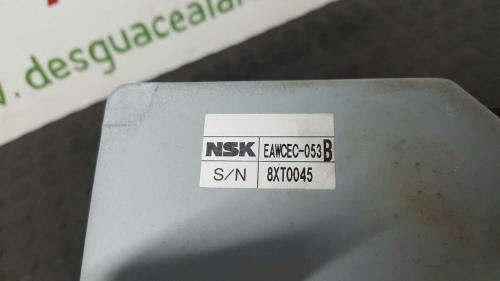 w.desguaceala
NSK EAWCEC-053B
S/N 8XT0045